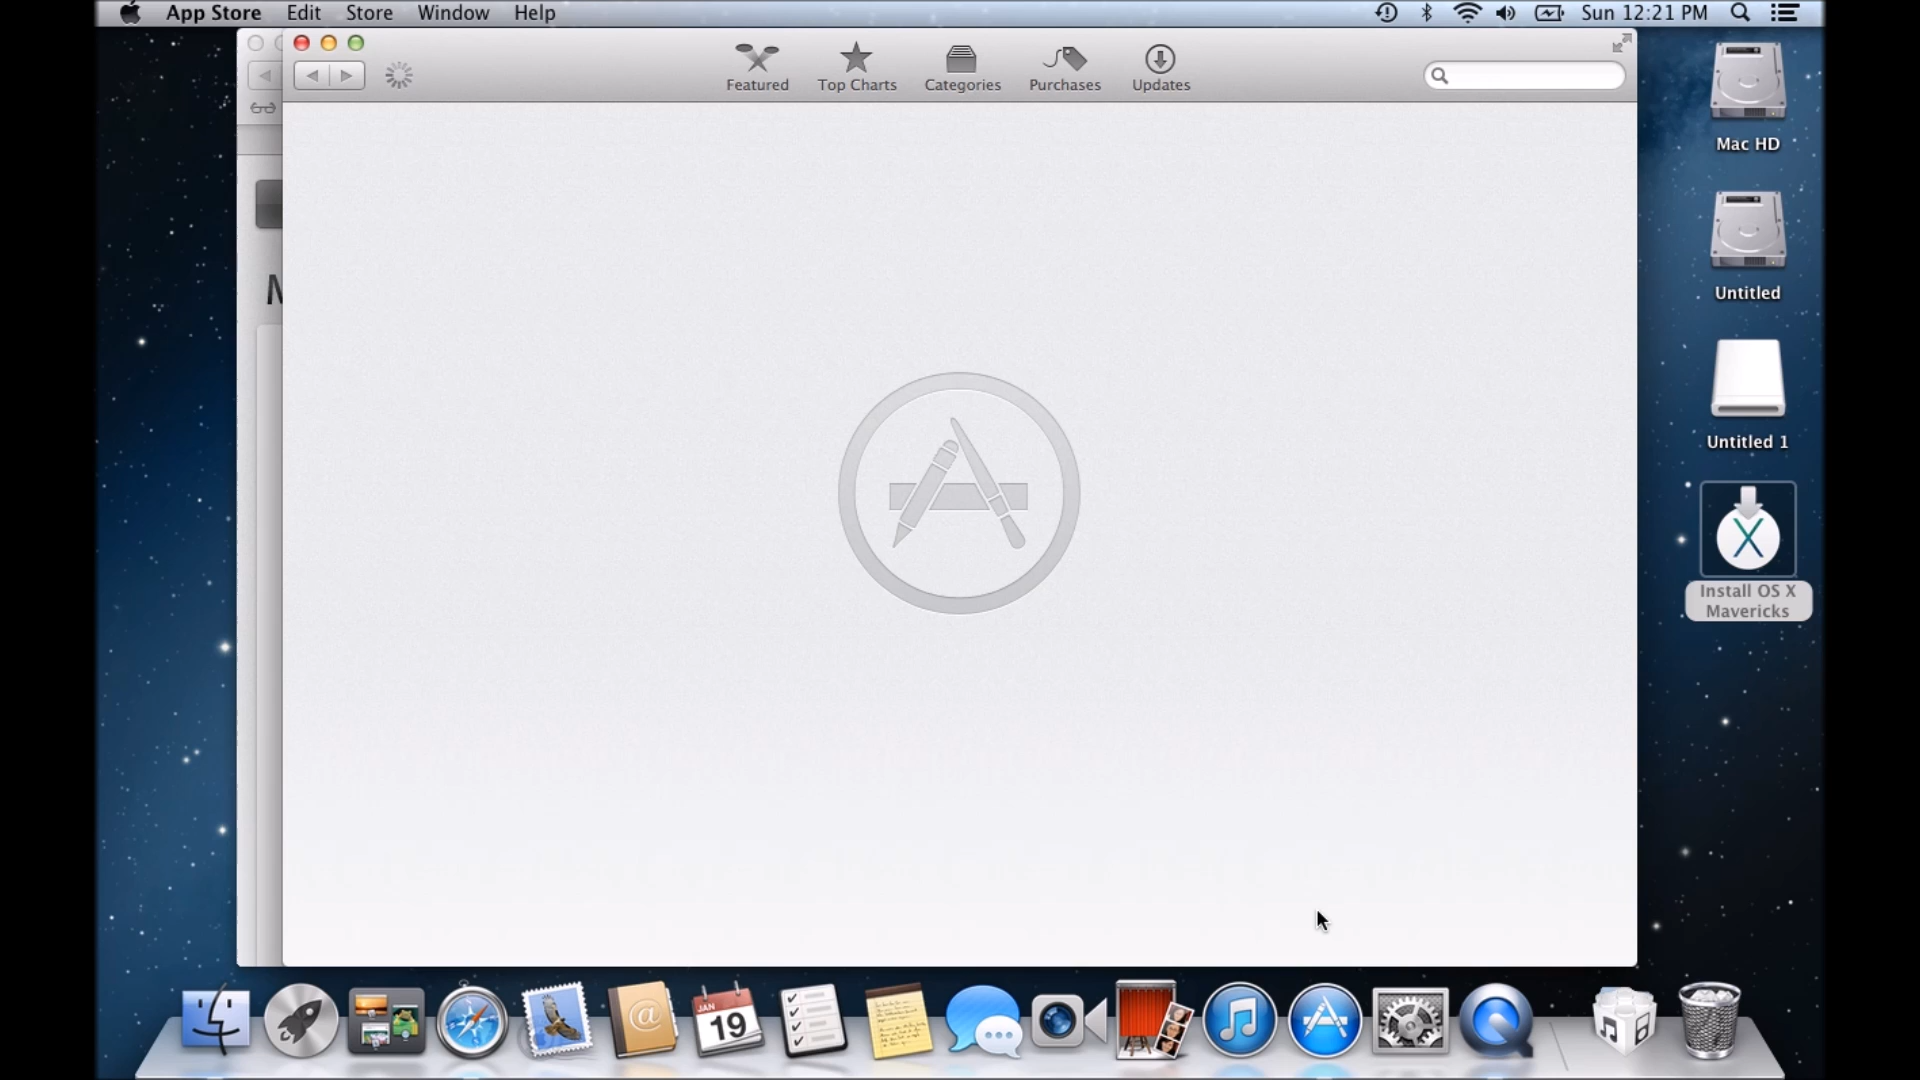 App Store Edit Store Window Help Sun 12:21 PM
Featured Top Charts Categories Purchases Updates
Mac HD
Untitled
Untitled 1
Install OS X
Mavericks
JAN
19